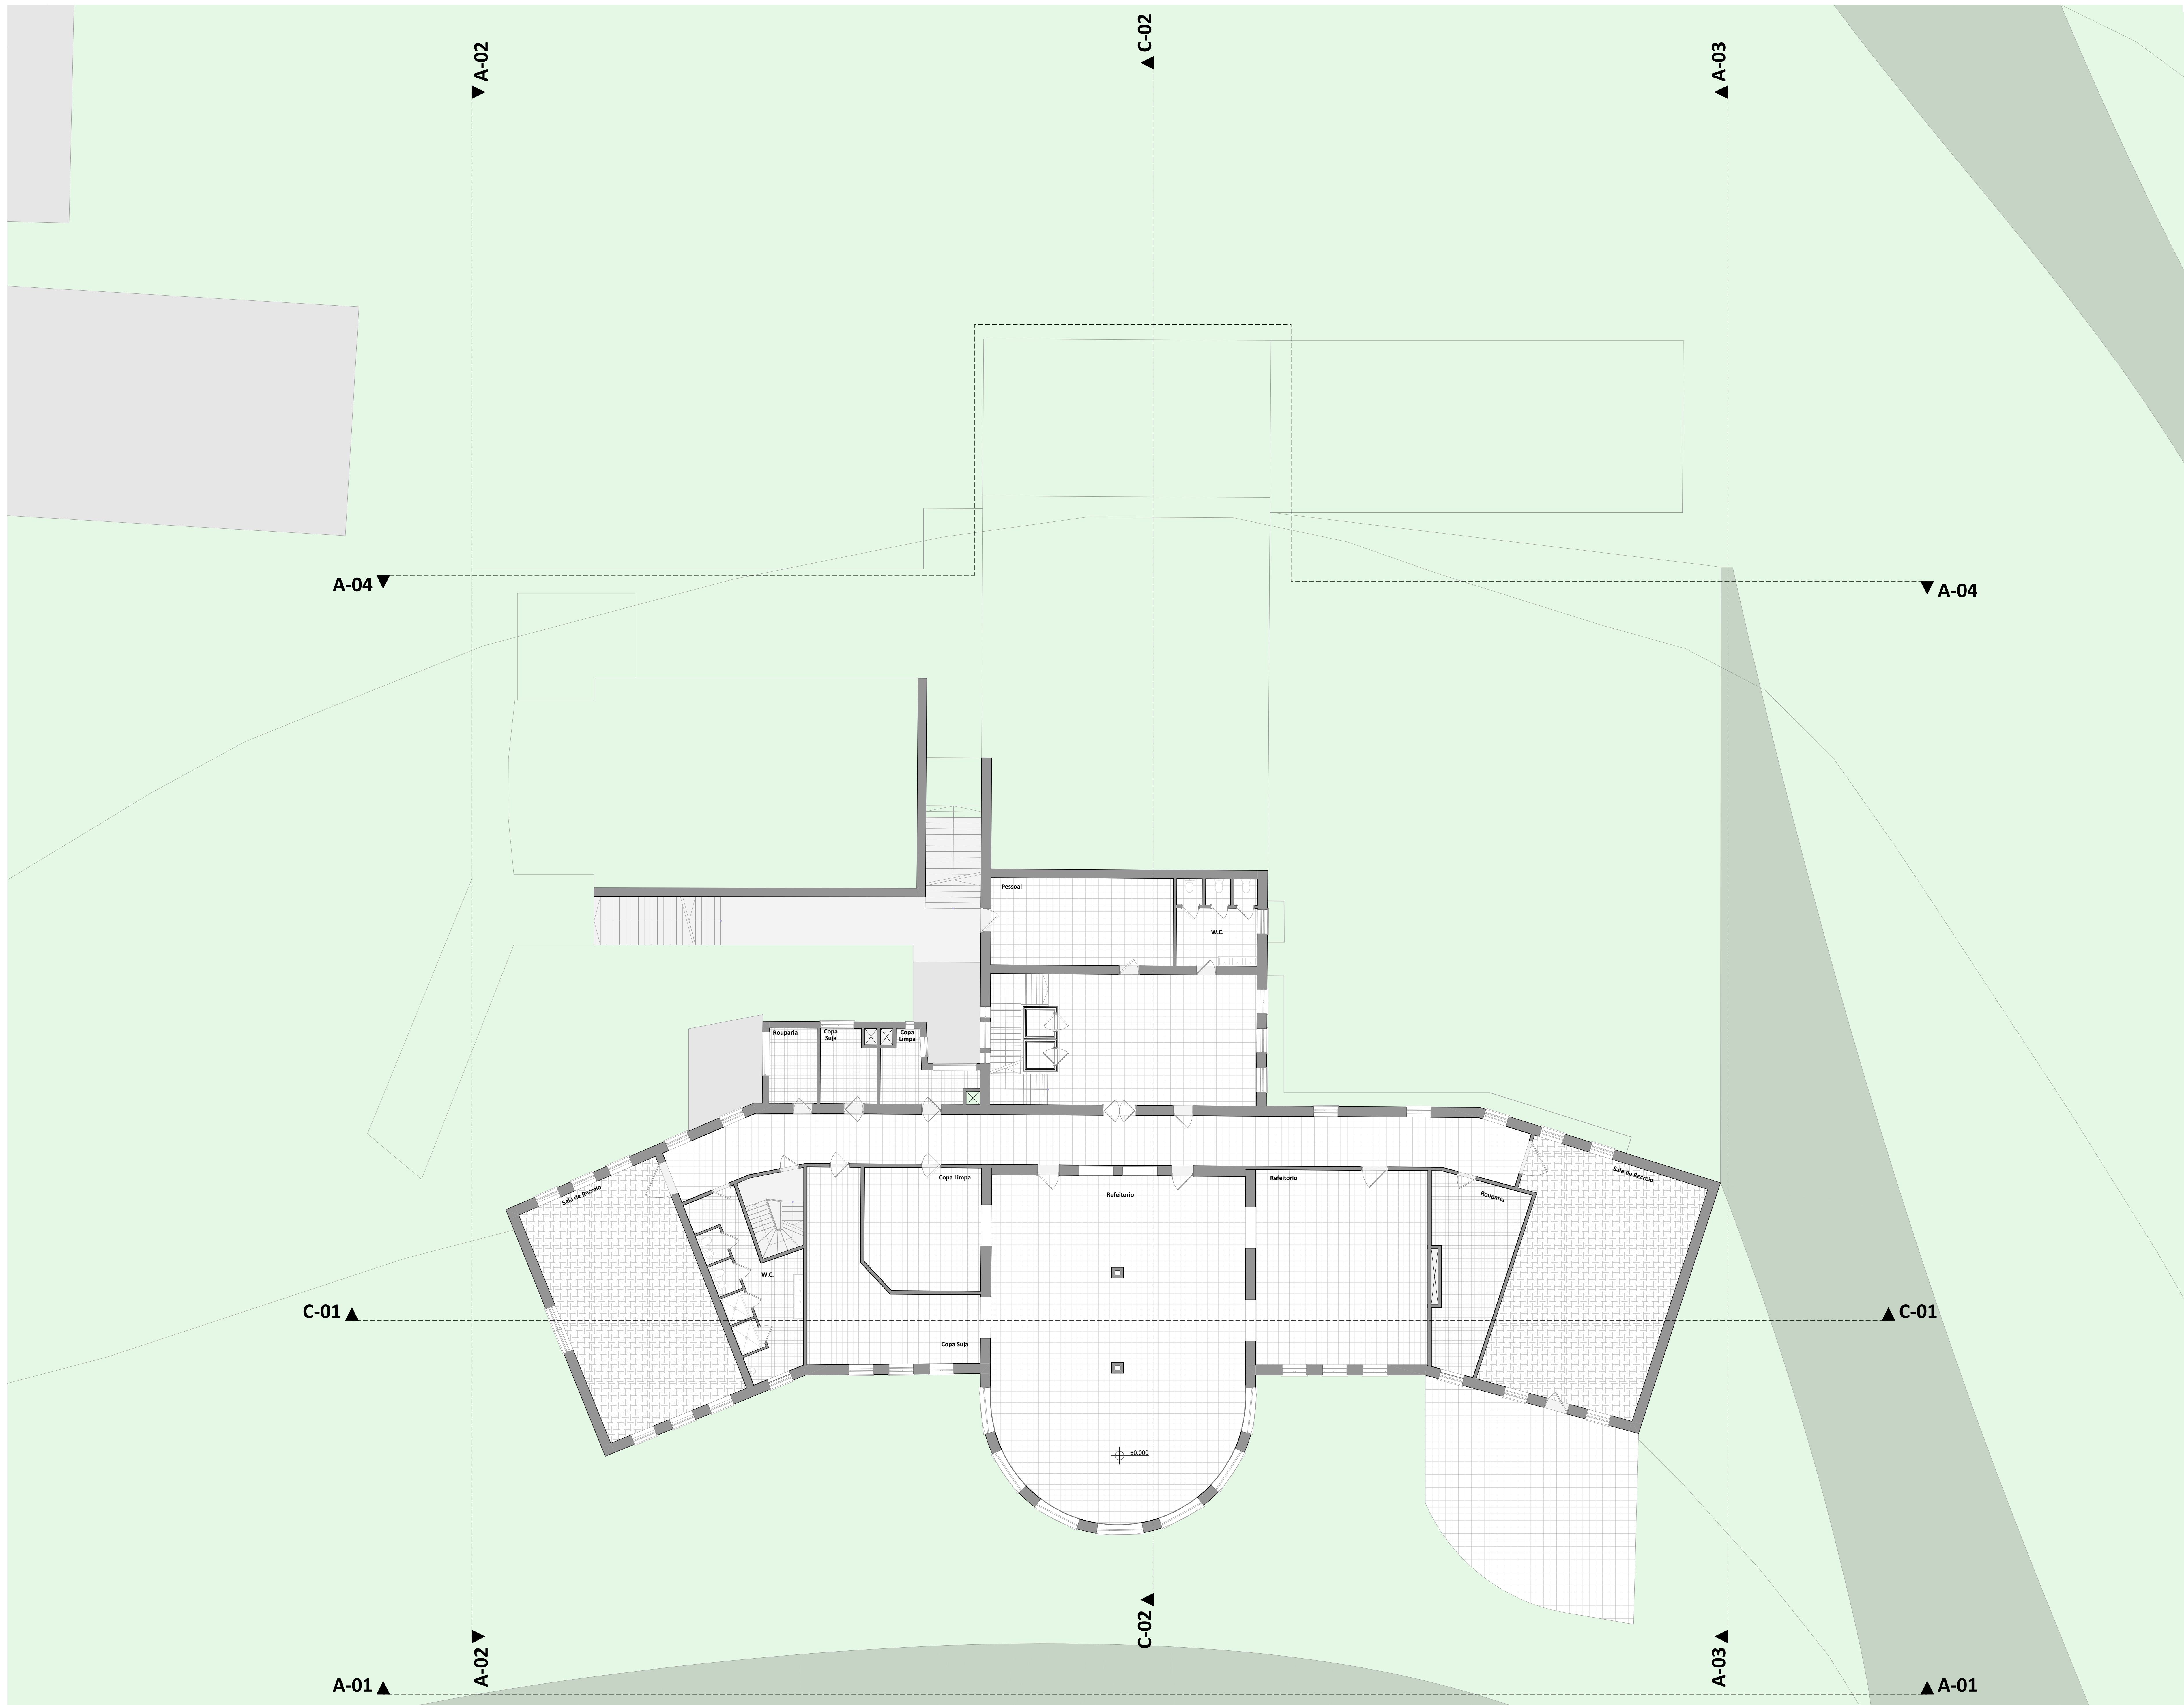 C-02
A-02
A-03
A-04
A-04
Pessoal
W.C.
Rouparia
Copa
Suja
Copa
Limpa
Sala de Recreio
Copa Limpa
Refeitorio
Refeitorio
Rouparia
Sala de Recreio
W.C.
C-01
C-01
Copa Suja
±0.000
C-02
A-02
A-03
A-01
A-01